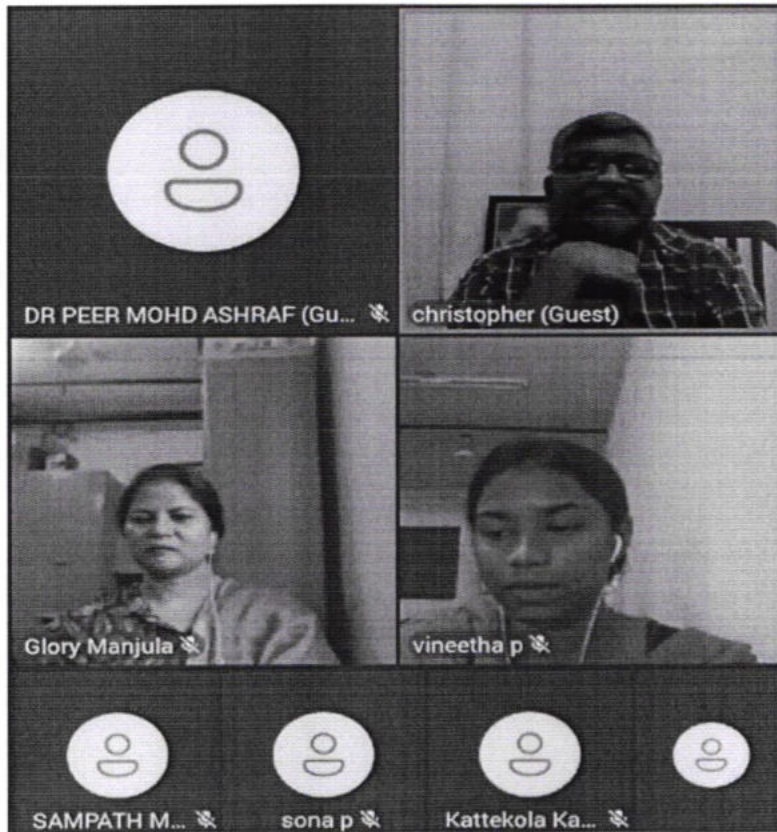 DR PEER MOHD ASHRAF (Gu...
christopher (Guest)
Glory Manjula
vineetha p
SAMPATH M...
sona p
Kattekola Ka...